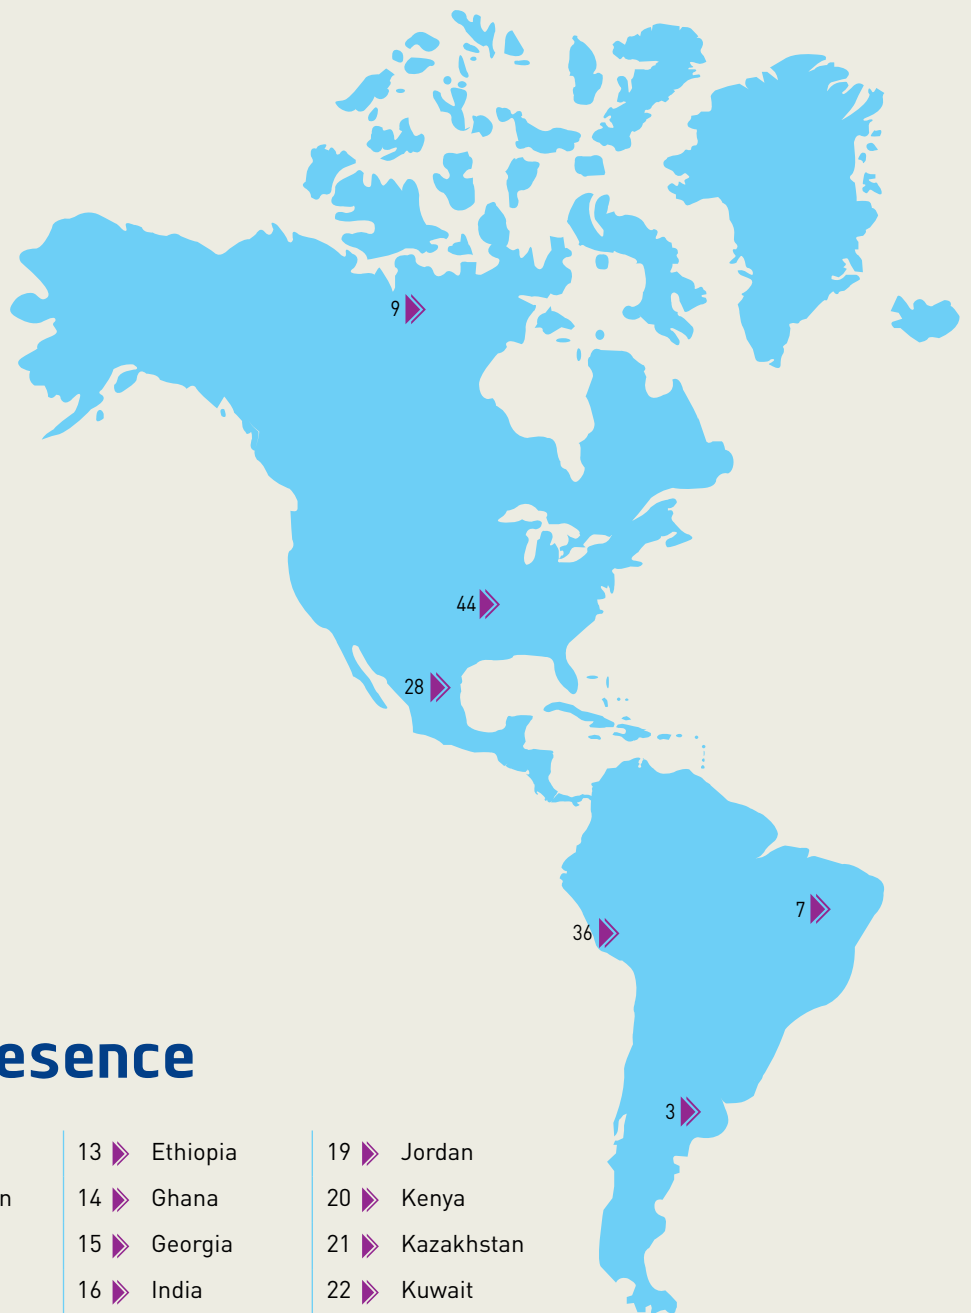 9
44
28
7
36
3
esence
13 Ethiopia
19 Jordan
n
14 Ghana
20 Kenya
15 Georgia
21 Kazakhstan
16 India
22 Kuwait